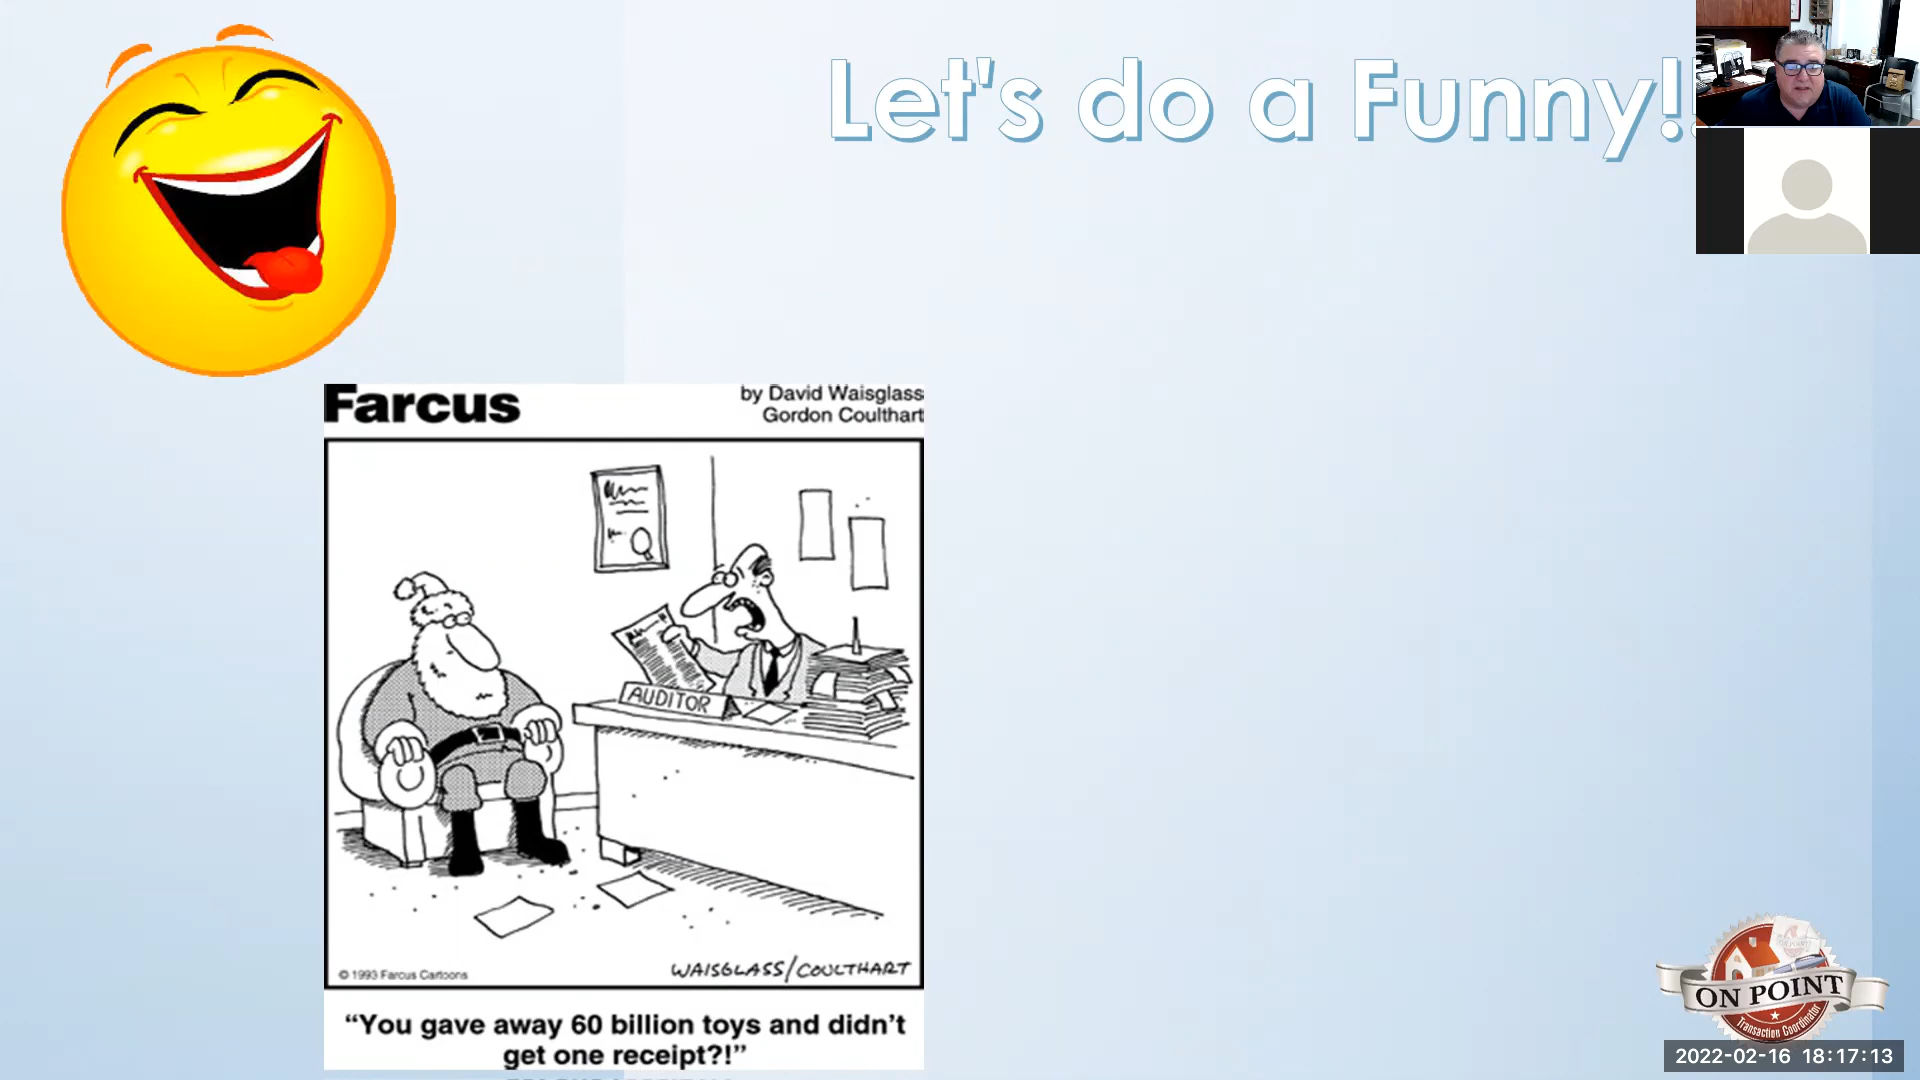 Let's do a Funny!!
Farcus
by David Waisglass
Gordon Coulthart
AUDITOR
© 1993 Farcus Cartoons
WAISGLASS/COULTHART
“You gave away 60 billion toys and didn’t
get one receipt?!”
ON POINT
Transaction Coordinator
2022-02-16 18:17:13